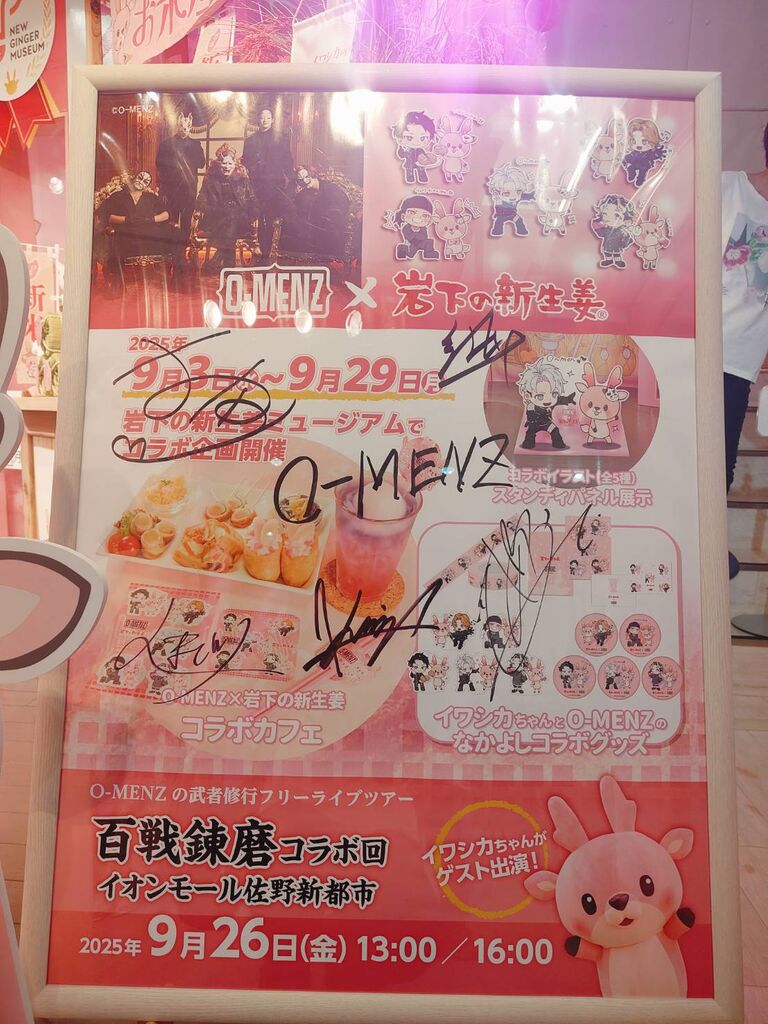 NEW
GINGER
MUSEUM
©O-MENZ
O-MENZ × 岩下の新生姜®
2025年
9月3日(水)～9月29日(月)
岩下の新生姜ミュージアムで
コラボ企画開催
O-MENZ
コラボイラスト(全5種)
スタンディパネル展示
O-MENZ×岩下の新生姜
コラボカフェ
イワシカちゃんとO-MENZの
なかよしコラボグッズ
O-MENZの武者修行フリーライブツアー
百戦錬磨コラボ回
イオンモール佐野新都市
イワシカちゃんが
ゲスト出演!
2025年 9月26日(金) 13:00／16:00